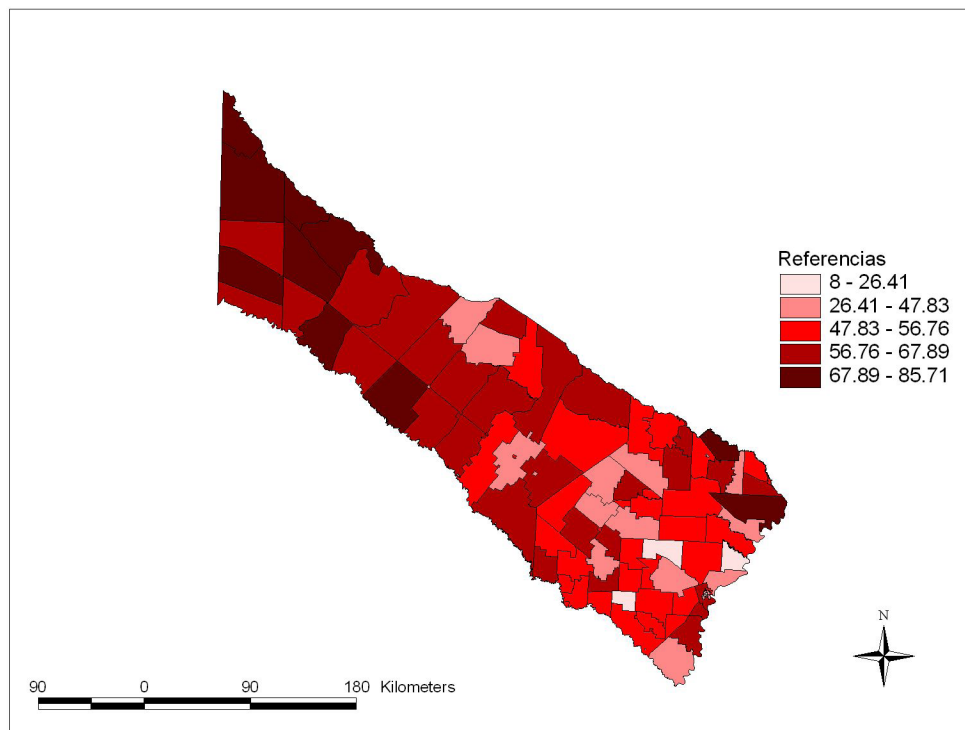 Referencias
8 - 26.41
26.41 - 47.83
47.83 - 56.76
56.76 - 67.89
67.89 - 85.71
N
90 0 90 180 Kilometers